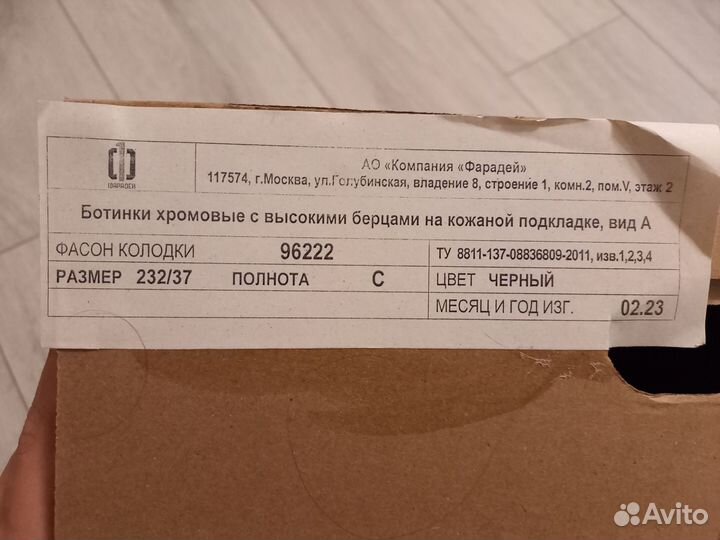 ФАРАДЕЙ
АО «Компания «Фарадей»
117574, г.Москва, ул.Голубинская, владение 8, строение 1, комн.2, пом.V, этаж 2
Ботинки хромовые с высокими берцами на кожаной подкладке, вид А
ФАСОН КОЛОДКИ 96222 ТУ 8811-137-08836809-2011, изв.1,2,3,4
РАЗМЕР 232/37 ПОЛНОТА С ЦВЕТ ЧЕРНЫЙ
МЕСЯЦ И ГОД ИЗГ. 02.23
Avito